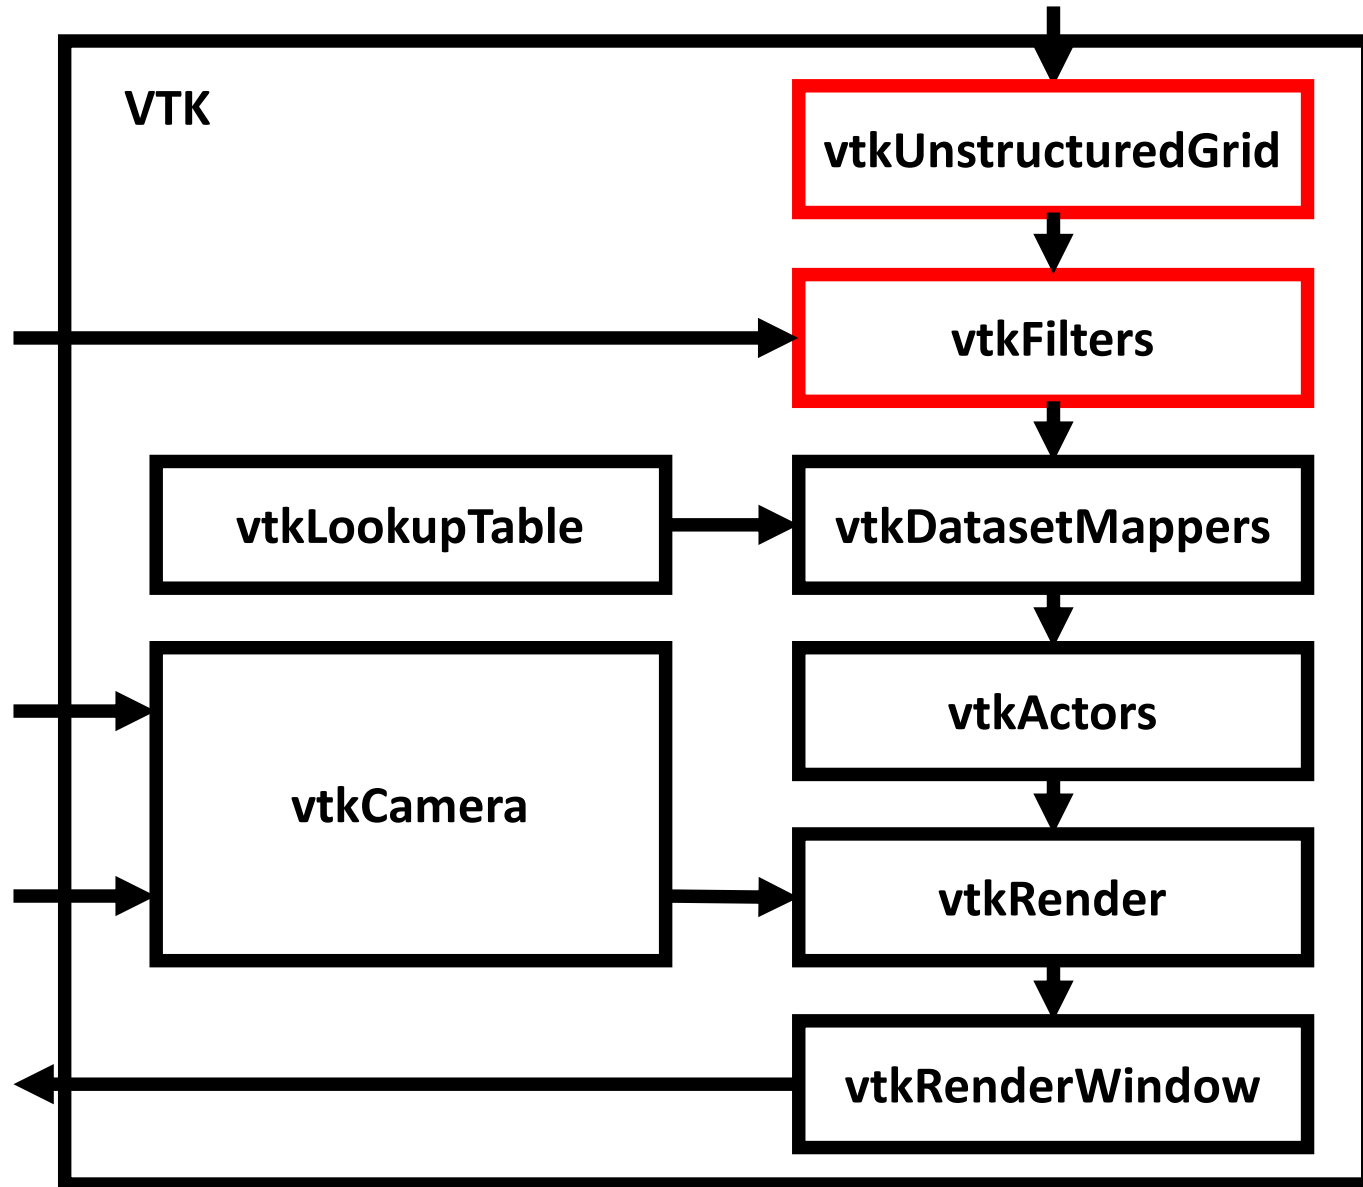 VTK
vtkUnstructuredGrid
vtkFilters
vtkLookupTable
vtkDatasetMappers
vtkActors
vtkCamera
vtkRender
vtkRenderWindow